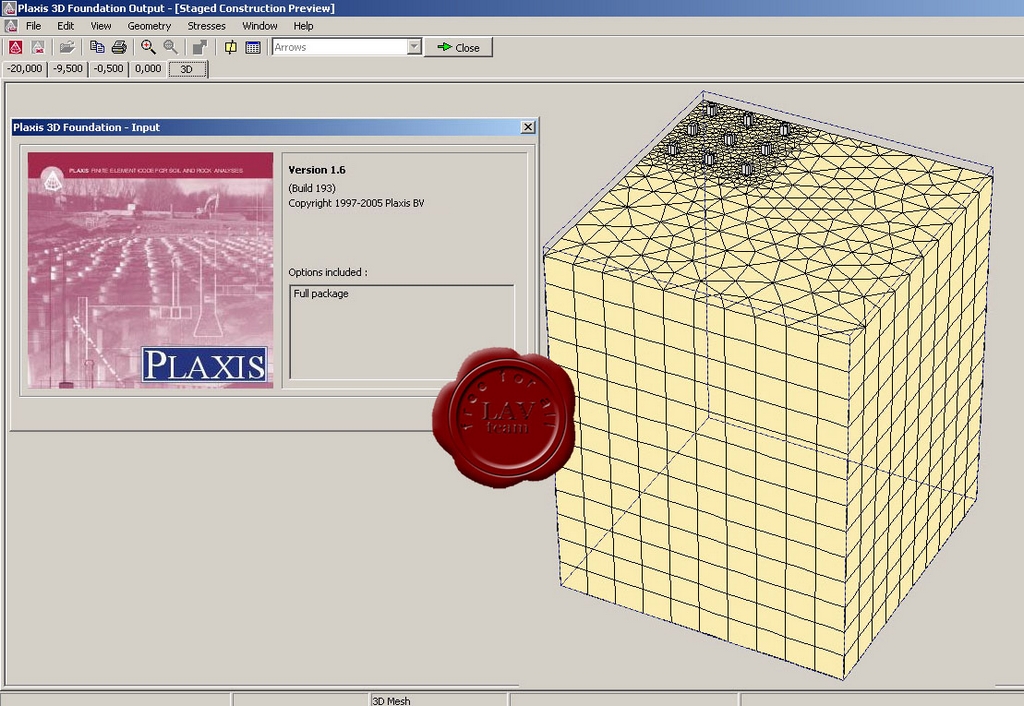 Plaxis 3D Foundation Output - [Staged Construction Preview]
File Edit View Geometry Stresses Window Help
Arrows
Close
-20,000 -9,500 -0,500 0,000 3D
Plaxis 3D Foundation - Input
PLAXIS FINITE ELEMENT CODE FOR SOIL AND ROCK ANALYSES
PLAXIS
Version 1.6
(Build 193)
Copyright 1997-2005 Plaxis BV
Options included :
Full package
free for all
LAV
team
3D Mesh